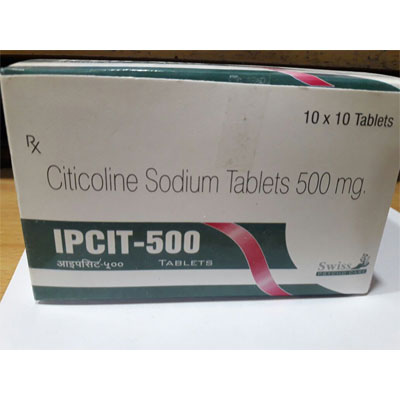 10 x 10 Tablets
Rx
Citicoline Sodium Tablets 500 mg.
IPCIT-500
आइपसिट-५००
TABLETS
Swiss